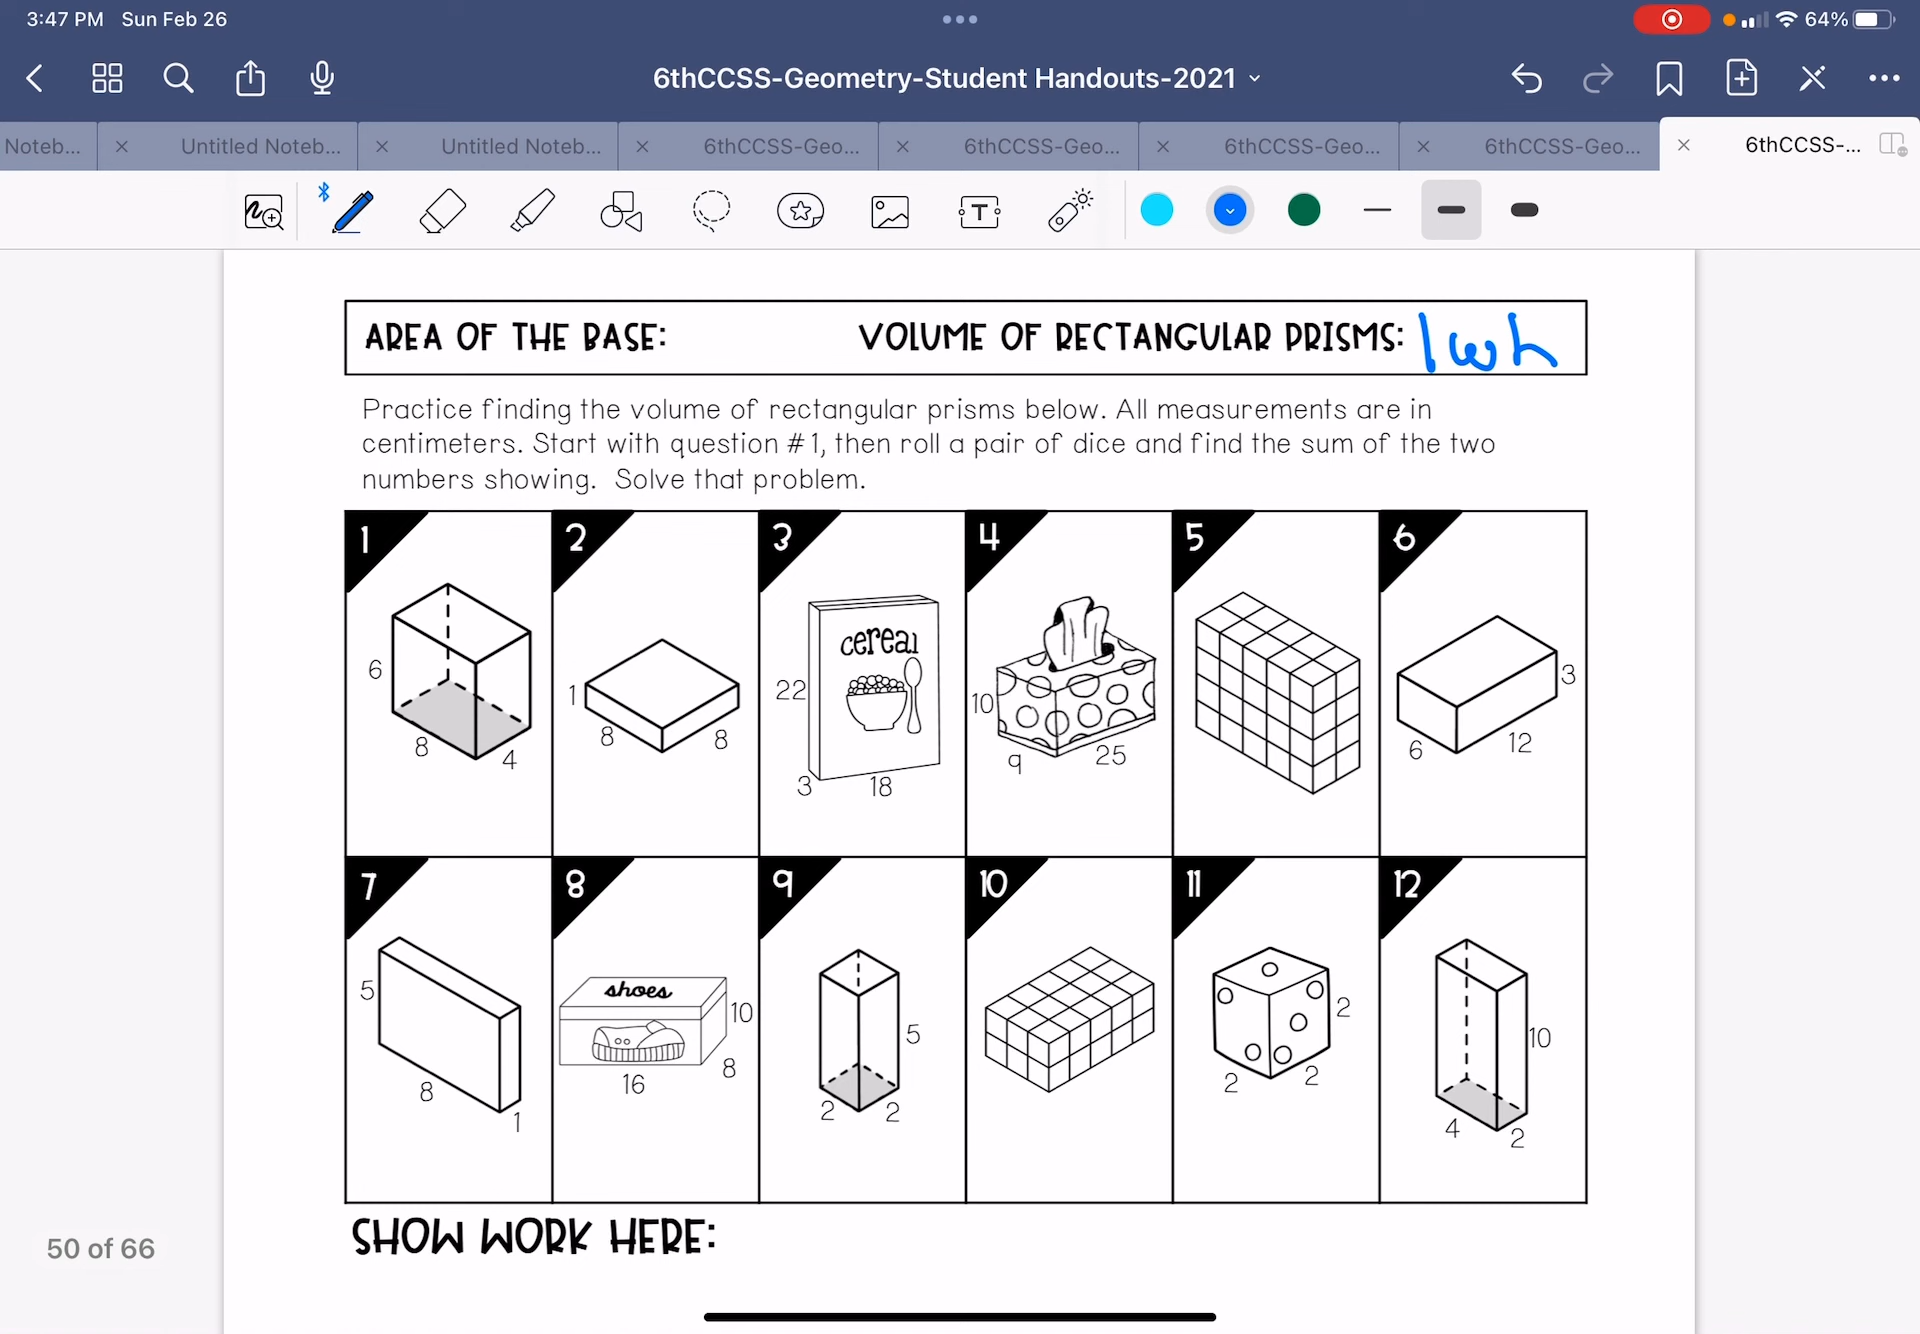 3:47 PM Sun Feb 26
64%
6thCCSS-Geometry-Student Handouts-2021
Noteb...
Untitled Noteb...
Untitled Noteb...
6thCCSS-Geo...
6thCCSS-Geo...
6thCCSS-Geo...
6thCCSS-Geo...
6thCCSS-...
T
AREA OF THE BASE: VOLUME OF RECTANGULAR PRISMS: lwh
Practice finding the volume of rectangular prisms below. All measurements are in
centimeters. Start with question #1, then roll a pair of dice and find the sum of the two
numbers showing. Solve that problem.
1
6
8
4
2
1
8
8
3
cereal
22
3
18
4
10
9
25
5
6
3
6
12
7
5
8
1
8
shoes
10
8
16
9
5
2
2
10
11
2
2
2
12
10
4
2
SHOW WORK HERE:
50 of 66